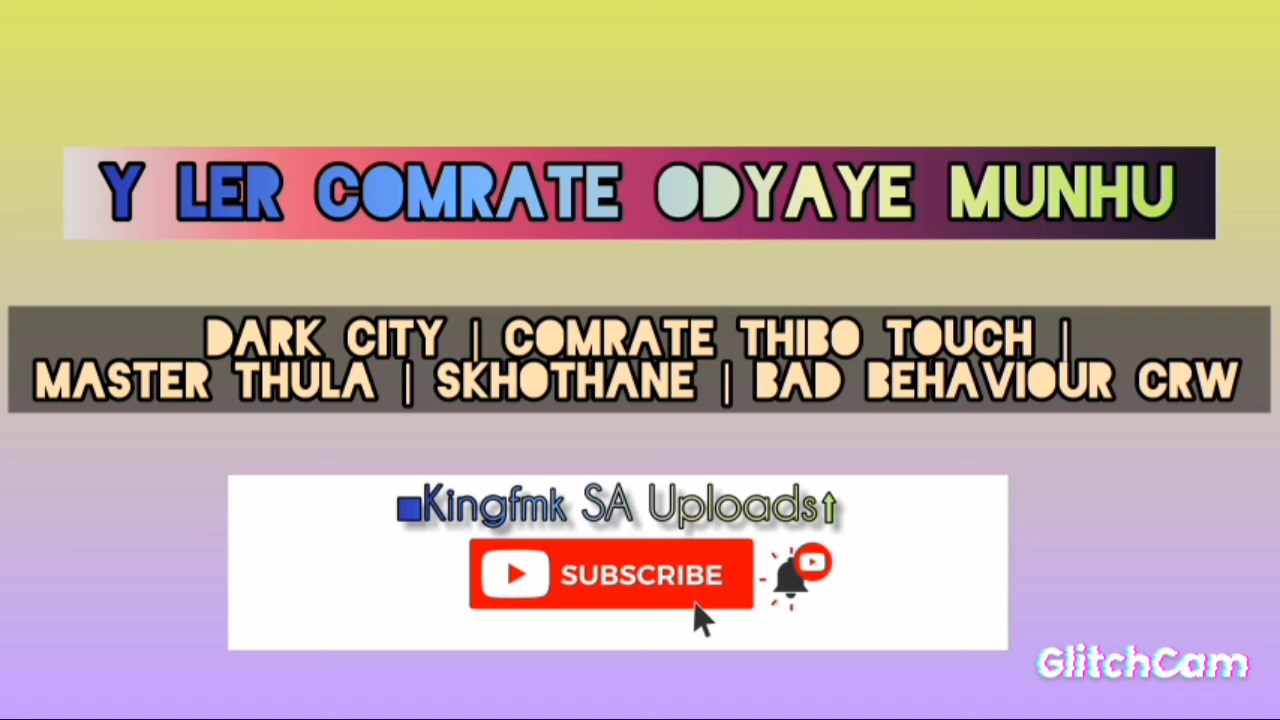 Y LER COMRATE ODYAYE MUNHU
DARK CITY | COMRATE THIBO TOUCH |
MASTER THULA | SKHOTHANE | BAD BEHAVIOUR CRW
■Kingfmk SA Uploads⬆
SUBSCRIBE
GlitchCam